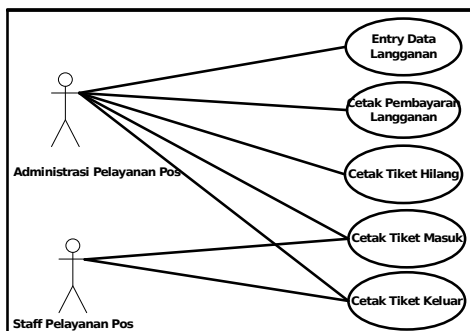 Entry Data
Langganan
Cetak Pembayaran
Langganan
Administrasi Pelayanan Pos
Cetak Tiket Hilang
Cetak Tiket Masuk
Cetak Tiket Keluar
Staff Pelayanan Pos